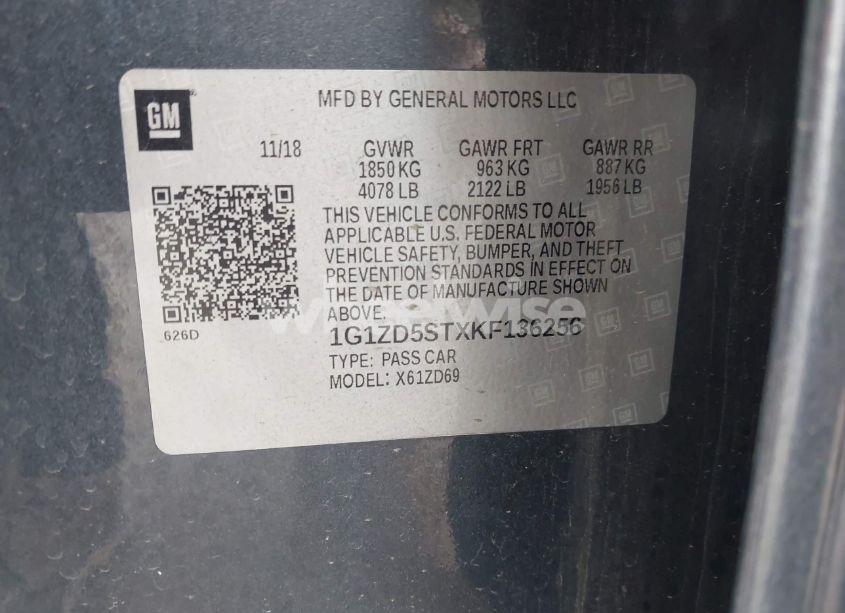 GM
MFD BY GENERAL MOTORS LLC
11/18 GVWR GAWR FRT GAWR RR
1850 KG 963 KG 887 KG
4078 LB 2122 LB 1956 LB
THIS VEHICLE CONFORMS TO ALL
APPLICABLE U.S. FEDERAL MOTOR
VEHICLE SAFETY, BUMPER, AND THEFT
PREVENTION STANDARDS IN EFFECT ON
THE DATE OF MANUFACTURE SHOWN
ABOVE.
626D
1G1ZD5STXKF136256
TYPE: PASS CAR
MODEL: X61ZD69